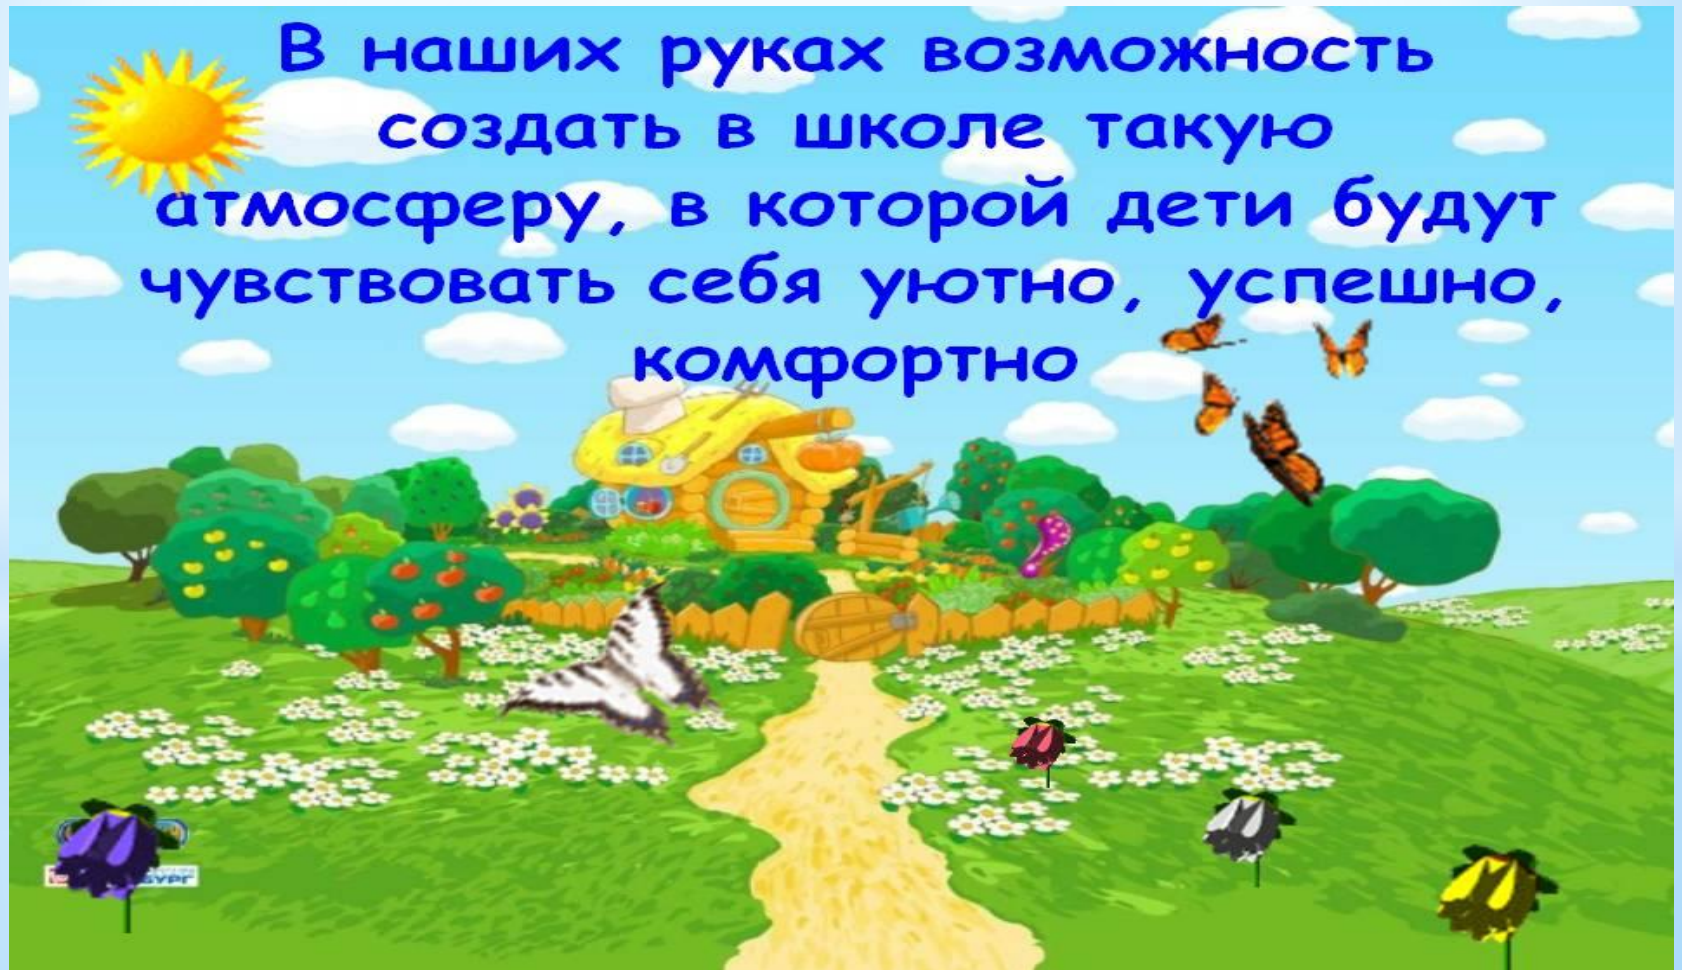 В наших руках возможность
создать в школе такую
атмосферу, в которой дети будут
чувствовать себя уютно, успешно,
комфортно